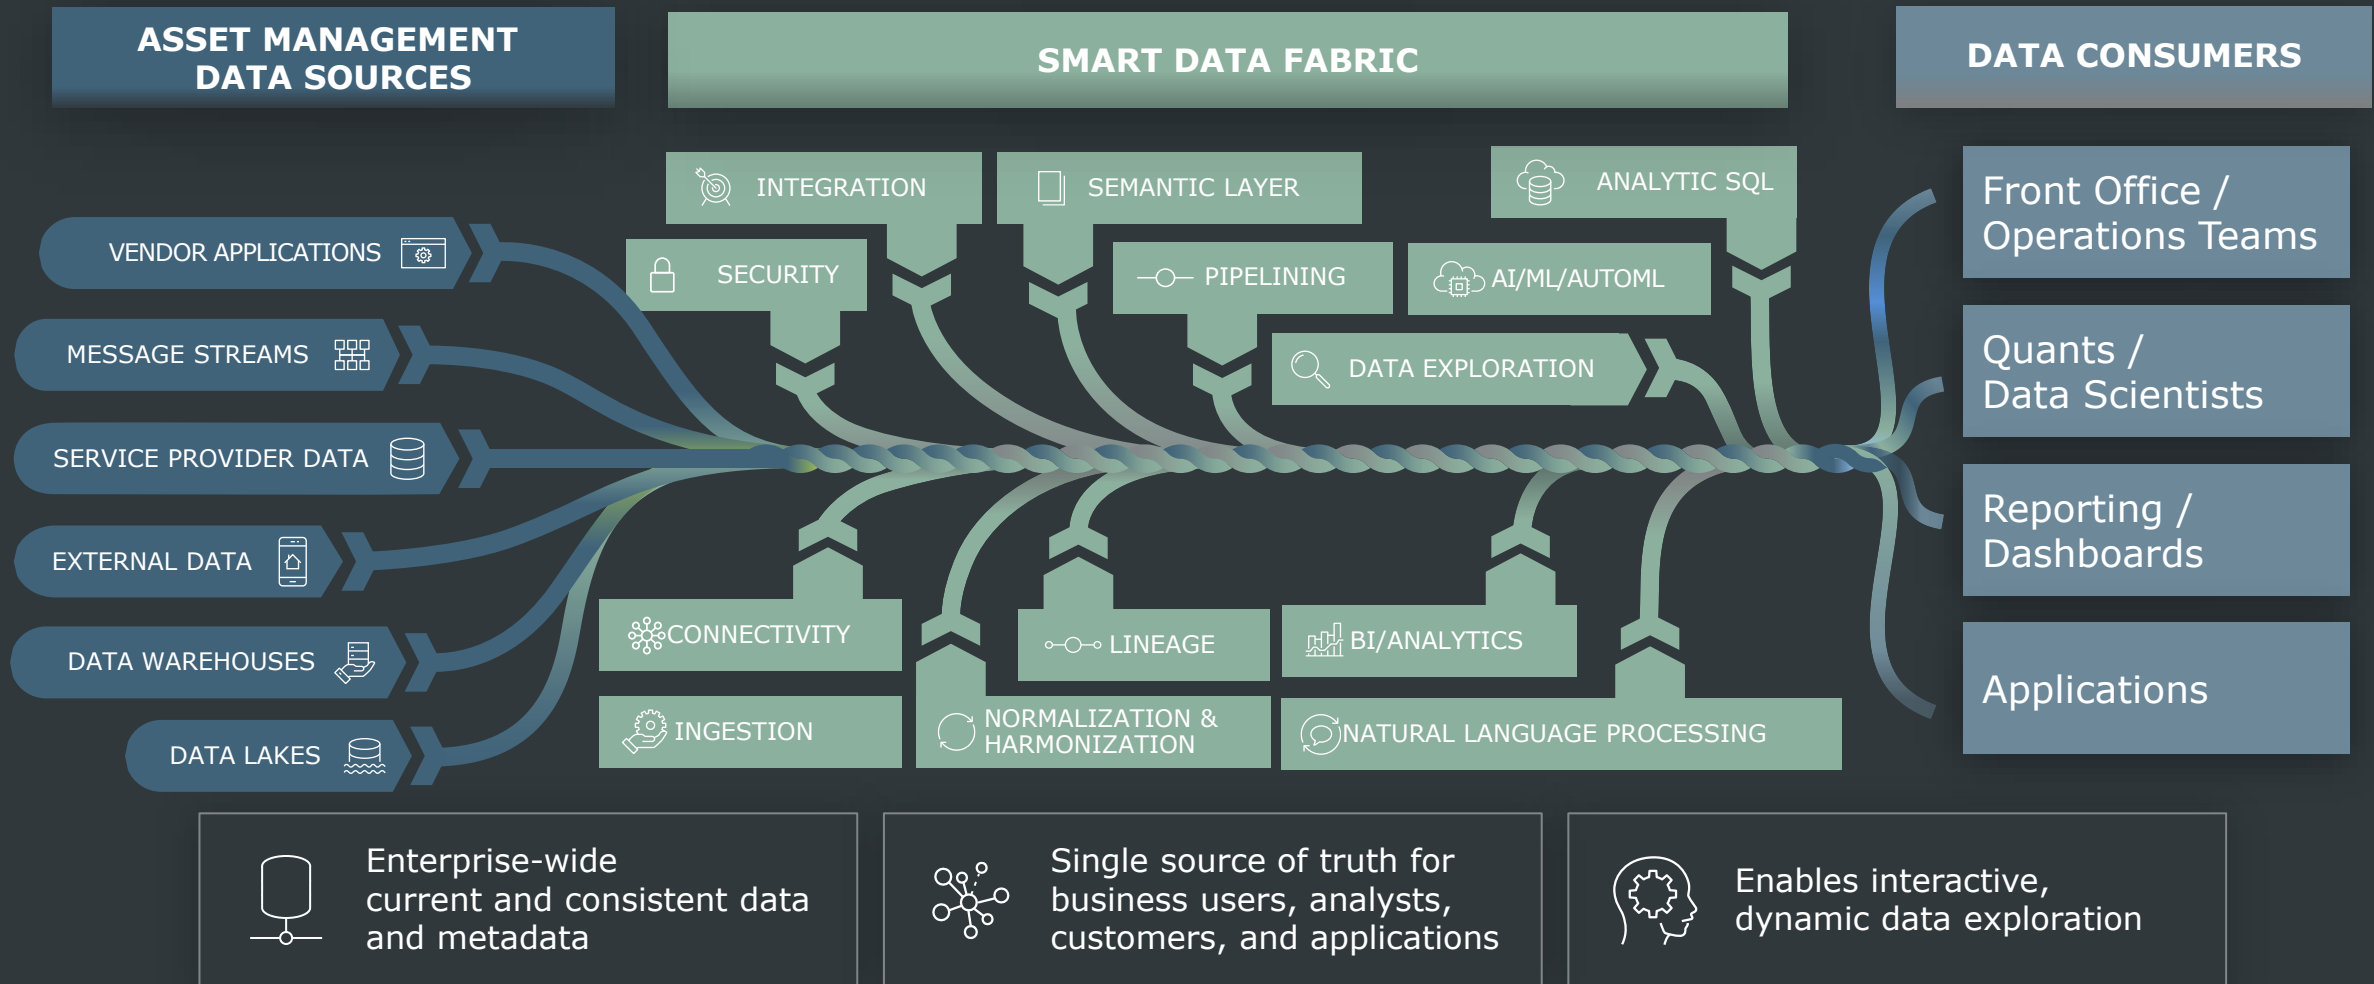 ASSET MANAGEMENT
DATA SOURCES
SMART DATA FABRIC
DATA CONSUMERS
VENDOR APPLICATIONS
MESSAGE STREAMS
SERVICE PROVIDER DATA
EXTERNAL DATA
DATA WAREHOUSES
DATA LAKES
INTEGRATION
SEMANTIC LAYER
ANALYTIC SQL
SECURITY
PIPELINING
AI/ML/AUTOML
DATA EXPLORATION
CONNECTIVITY
LINEAGE
BI/ANALYTICS
INGESTION
NORMALIZATION &
HARMONIZATION
NATURAL LANGUAGE PROCESSING
Front Office /
Operations Teams
Quants /
Data Scientists
Reporting /
Dashboards
Applications
Enterprise-wide
current and consistent data
and metadata
Single source of truth for
business users, analysts,
customers, and applications
Enables interactive,
dynamic data exploration